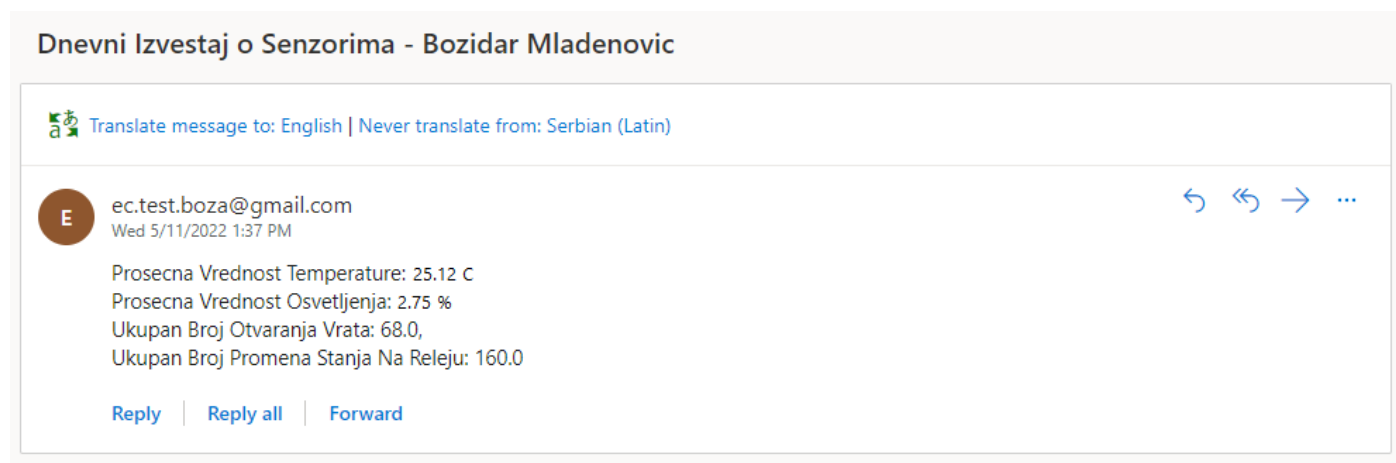 Dnevni Izvestaj o Senzorima - Bozidar Mladenovic
Translate message to: English | Never translate from: Serbian (Latin)
E
ec.test.boza@gmail.com
Wed 5/11/2022 1:37 PM
Prosecna Vrednost Temperature: 25.12 C
Prosecna Vrednost Osvetljenja: 2.75 %
Ukupan Broj Otvaranja Vrata: 68.0,
Ukupan Broj Promena Stanja Na Releju: 160.0
Reply | Reply all | Forward